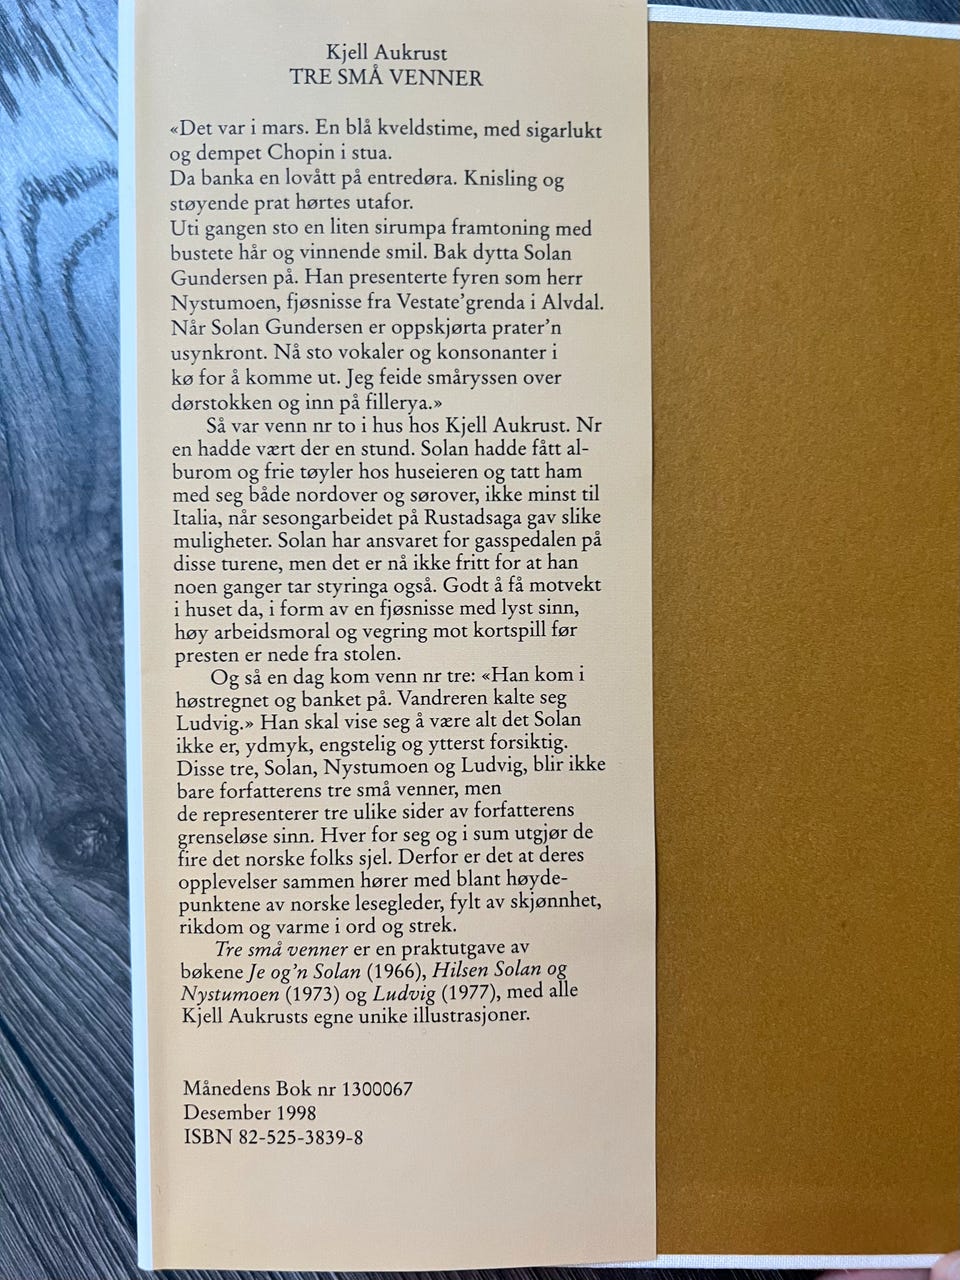 Kjell Aukrust
TRE SMÅ VENNER
«Det var i mars. En blå kveldstime, med sigarlukt
og dempet Chopin i stua.
Da banka en lovått på entredøra. Knisling og
støyende prat hørtes utafor.
Uti gangen sto en liten sirumpa framtoning med
bustete hår og vinnende smil. Bak dytta Solan
Gundersen på. Han presenterte fyren som herr
Nystumoen, fjøsnisse fra Vestate'grenda i Alvdal.
Når Solan Gundersen er oppskjørta prater'n
usynkront. Nå sto vokaler og konsonanter i
kø for å komme ut. Jeg feide småryssen over
dørstokken og inn på fillerya.»
Så var venn nr to i hus hos Kjell Aukrust. Nr
en hadde vært der en stund. Solan hadde fått al-
burom og frie tøyler hos huseieren og tatt ham
med seg både nordover og sørover, ikke minst til
Italia, når sesongarbeidet på Rustadsaga gav slike
muligheter. Solan har ansvaret for gasspedalen på
disse turene, men det er nå ikke fritt for at han
noen ganger tar styringa også. Godt å få motvekt
i huset da, i form av en fjøsnisse med lyst sinn,
høy arbeidsmoral og vegring mot kortspill før
presten er nede fra stolen.
Og så en dag kom venn nr tre: «Han kom i
høstregnet og banket på. Vandreren kalte seg
Ludvig.» Han skal vise seg å være alt det Solan
ikke er, ydmyk, engstelig og ytterst forsiktig.
Disse tre, Solan, Nystumoen og Ludvig, blir ikke
bare forfatterens tre små venner, men
de representerer tre ulike sider av forfatterens
grenseløse sinn. Hver for seg og i sum utgjør de
fire det norske folks sjel. Derfor er det at deres
opplevelser sammen hører med blant høyde-
punktene av norske lesegleder, fylt av skjønnhet,
rikdom og varme i ord og strek.
Tre små venner er en praktutgave av
bøkene Je og'n Solan (1966), Hilsen Solan og
Nystumoen (1973) og Ludvig (1977), med alle
Kjell Aukrusts egne unike illustrasjoner.
Månedens Bok nr 1300067
Desember 1998
ISBN 82-525-3839-8